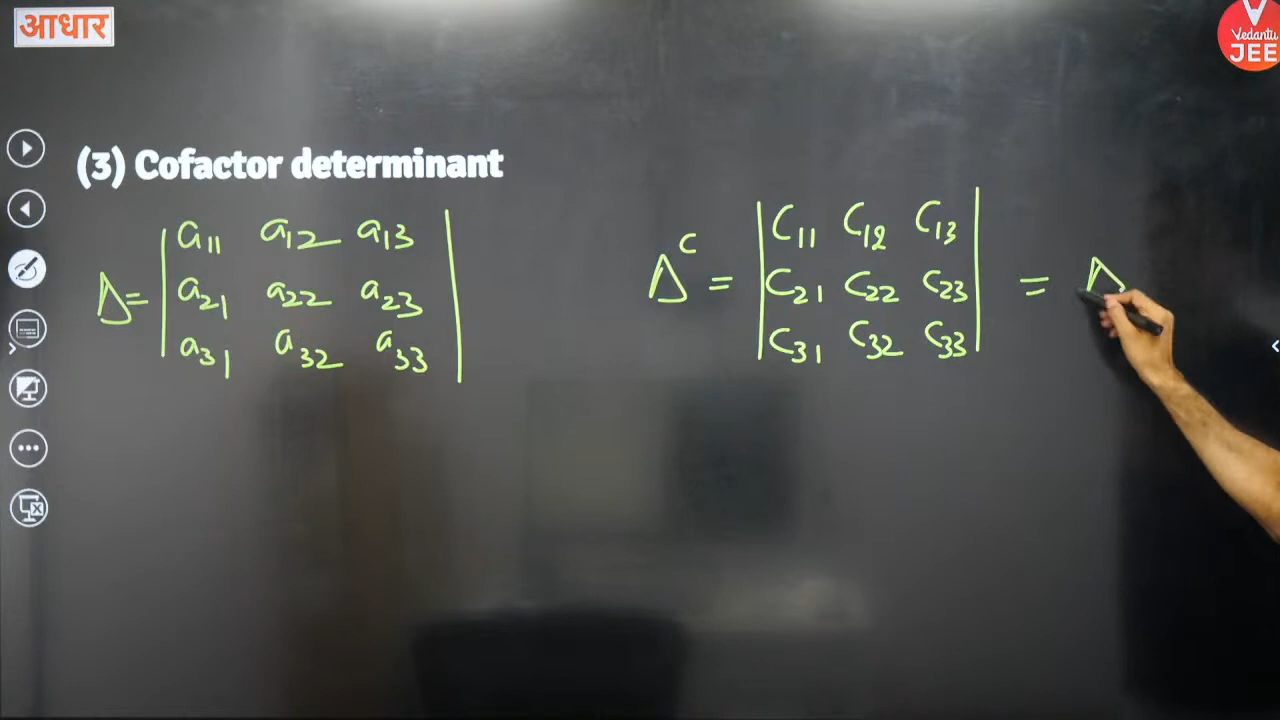 आधार
Vedantu
JEE
(3) Cofactor determinant
Δ = | a11 a12 a13 |
| a21 a22 a23 |
| a31 a32 a33 |
Δ^C = | C11 C12 C13 | = Δ
| C21 C22 C23 |
| C31 C32 C33 |